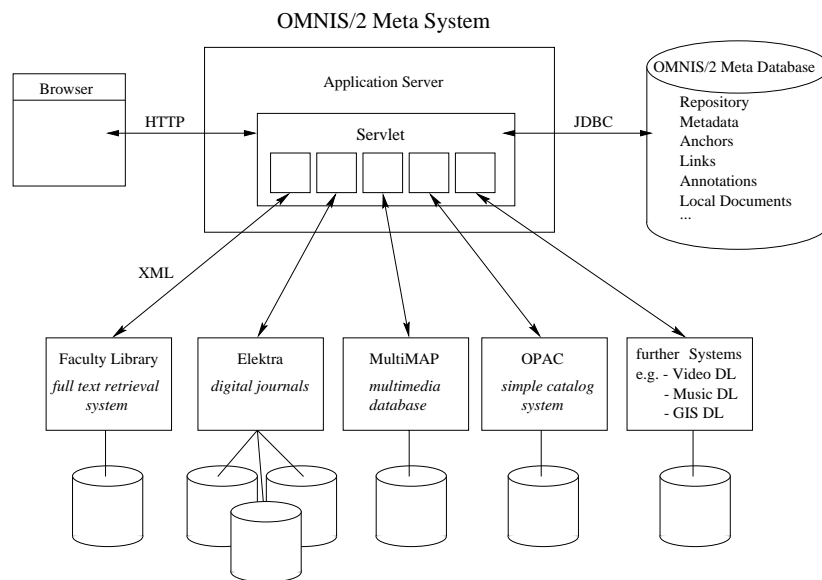 OMNIS/2 Meta System
Application Server
Browser
HTTP
Servlet
JDBC
OMNIS/2 Meta Database
Repository
Metadata
Anchors
Links
Annotations
Local Documents
...
XML
Faculty Library
full text retrieval
system
Elektra
digital journals
MultiMAP
multimedia
database
OPAC
simple catalog
system
further Systems
e.g. - Video DL
- Music DL
- GIS DL